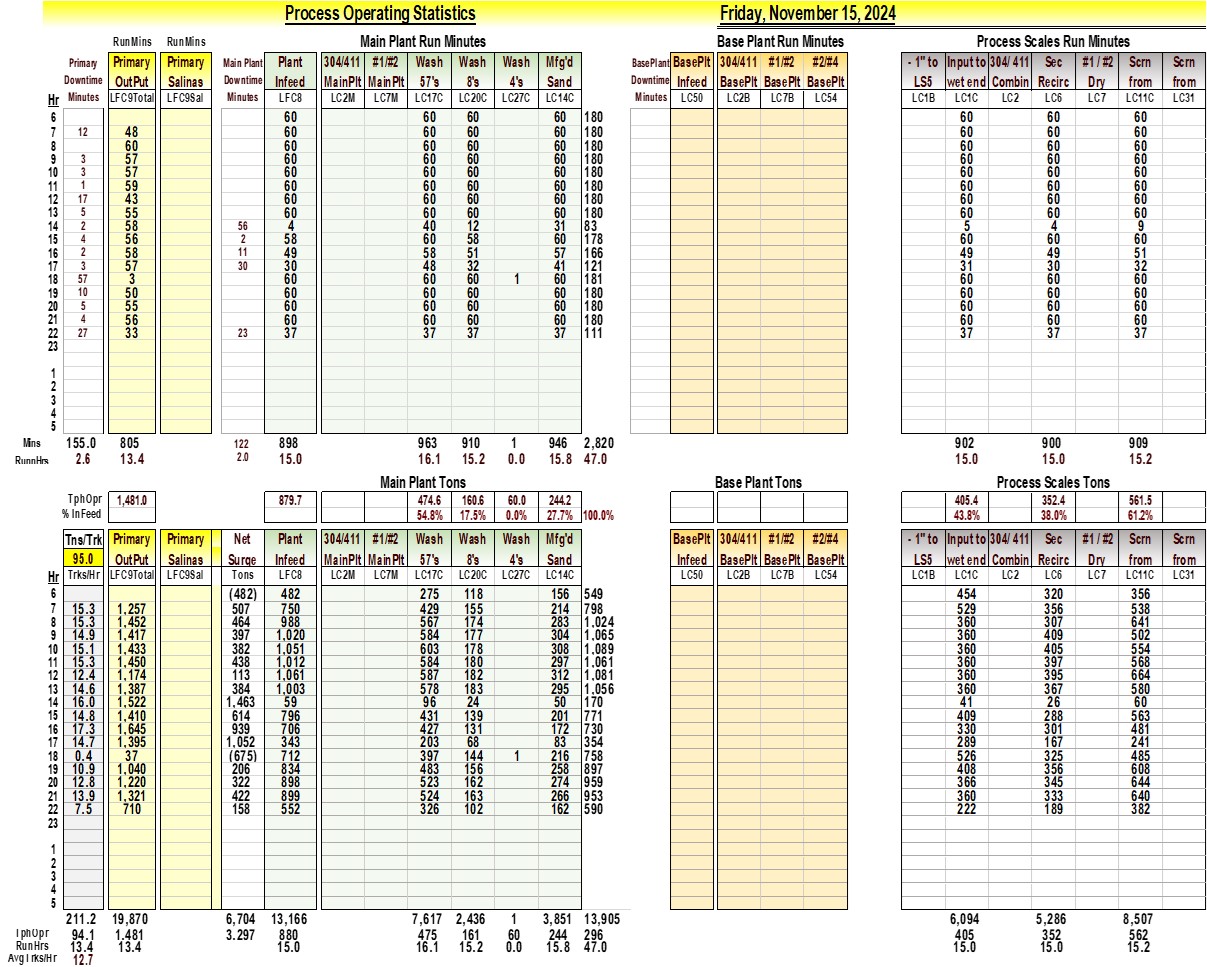 Process Operating Statistics Friday, November 15, 2024
RunMins RunMins Main Plant Run Minutes Base Plant Run Minutes Process Scales Run Minutes
Primary Primary Primary Main Plant Plant 304/411 #1/#2 Wash Wash Wash Mfg'd BasePlant BasePlt 304/411 #1/#2 #2/#4 - 1" to Input to 304/ 411 Sec #1 / #2 Scrn Scrn
Downtime OutPut Salinas Downtime Infeed MainPlt MainPlt 57's 8's 4's Sand Downtime Infeed BasePlt BasePlt BasePlt LS5 wet end Combin Recirc Dry from from
Hr Minutes LFC9Total LFC9Sal Minutes LFC8 LC2M LC7M LC17C LC20C LC27C LC14C Minutes LC50 LC2B LC7B LC54 LC1B LC1C LC2 LC6 LC7 LC11C LC31
6 60 60 60 60 180 60 60 60
7 12 48 60 60 60 60 180 60 60 60
8 60 60 60 60 60 180 60 60 60
9 3 57 60 60 60 60 180 60 60 60
10 3 57 60 60 60 60 180 60 60 60
11 1 59 60 60 60 60 180 60 60 60
12 17 43 60 60 60 60 180 60 60 60
13 5 55 60 60 60 60 180 60 60 60
14 2 58 56 4 40 12 31 83 5 4 9
15 4 56 2 58 60 58 60 178 60 60 60
16 2 58 11 49 58 51 57 166 49 49 51
17 3 57 30 30 48 32 41 121 31 30 32
18 57 3 60 60 60 1 60 181 60 60 60
19 10 50 60 60 60 60 180 60 60 60
20 5 55 60 60 60 60 180 60 60 60
21 4 56 60 60 60 60 180 60 60 60
22 27 33 23 37 37 37 37 111 37 37 37
23
1
2
3
4
5
Mins 155.0 805 122 898 963 910 1 946 2,820 902 900 909
RunnHrs 2.6 13.4 2.0 15.0 16.1 15.2 0.0 15.8 47.0 15.0 15.0 15.2
Main Plant Tons Base Plant Tons Process Scales Tons
TphOpr 1,481.0 879.7 474.6 160.6 60.0 244.2 405.4 352.4 561.5
% InFeed 54.8% 17.5% 0.0% 27.7% 100.0% 43.8% 38.0% 61.2%
Tns/Trk Primary Primary Net Plant 304/411 #1/#2 Wash Wash Wash Mfg'd BasePlt 304/411 #1/#2 #2/#4 - 1" to Input to 304/ 411 Sec #1 / #2 Scrn Scrn
95.0 OutPut Salinas Surge Infeed MainPlt MainPlt 57's 8's 4's Sand Infeed BasePlt BasePlt BasePlt LS5 wet end Combin Recirc Dry from from
Hr Trks/Hr LFC9Total LFC9Sal Tons LFC8 LC2M LC7M LC17C LC20C LC27C LC14C LC50 LC2B LC7B LC54 LC1B LC1C LC2 LC6 LC7 LC11C LC31
6 (482) 482 275 118 156 549 454 320 356
7 15.3 1,257 507 750 429 155 214 798 529 356 538
8 15.3 1,452 464 988 567 174 283 1,024 360 307 641
9 14.9 1,417 397 1,020 584 177 304 1,065 360 409 502
10 15.1 1,433 382 1,051 603 178 308 1,089 360 405 554
11 15.3 1,450 438 1,012 584 180 297 1,061 360 397 568
12 12.4 1,174 113 1,061 587 182 312 1,081 360 395 664
13 14.6 1,387 384 1,003 578 183 295 1,056 360 367 580
14 16.0 1,522 1,463 59 96 24 50 170 41 26 60
15 14.8 1,410 614 796 431 139 201 771 409 288 563
16 17.3 1,645 939 706 427 131 172 730 330 301 481
17 14.7 1,395 1,052 343 203 68 83 354 289 167 241
18 0.4 37 (675) 712 397 144 1 216 758 526 325 485
19 10.9 1,040 206 834 483 156 258 897 408 356 608
20 12.8 1,220 322 898 523 162 274 959 366 345 644
21 13.9 1,321 422 899 524 163 266 953 360 333 640
22 7.5 710 158 552 326 102 162 590 222 189 382
23
1
2
3
4
5
211.2 19,870 6,704 13,166 7,617 2,436 1 3,851 13,905 6,094 5,286 8,507
TphOpr 94.1 1.481 3.297 880 475 161 60 244 296 405 352 562
RunHrs 13.4 13.4 15.0 16.1 15.2 0.0 15.8 47.0 15.0 15.0 15.2
AvgTrks/Hr 12.7